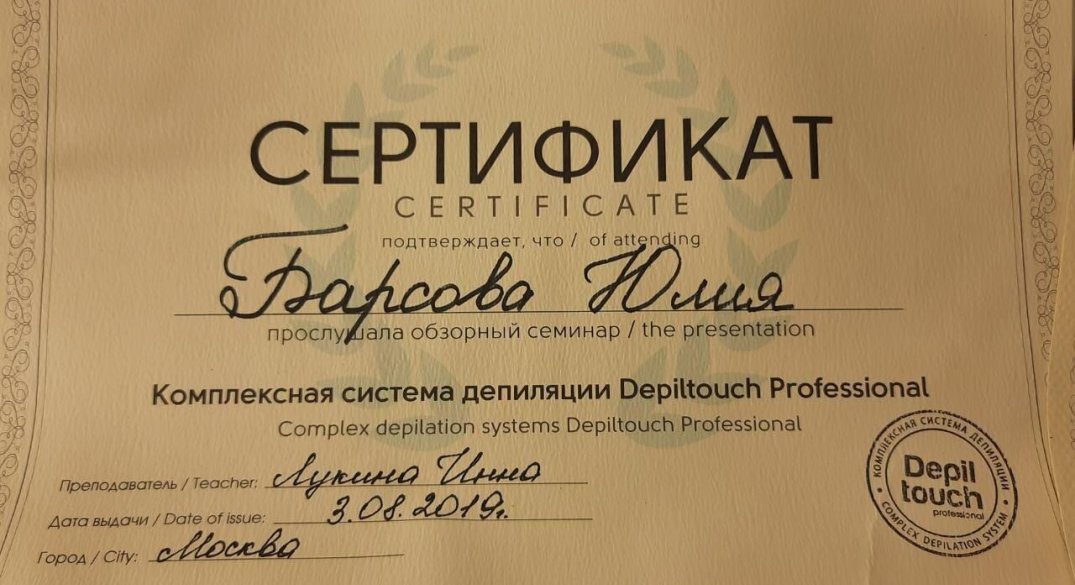 СЕРТИФИКАТ
CERTIFICATE
подтверждает, что / of attending
Барсова Юлия
прослушала обзорный семинар / the presentation
Комплексная система депиляции Depiltouch Professional
Complex depilation systems Depiltouch Professional
Преподаватель / Teacher: Лукина Инна
Дата выдачи / Date of issue: 3.08.2019г.
Город / City: Москва
КОМПЛЕКСНАЯ СИСТЕМА ДЕПИЛЯЦИИ
Depil
touch
professional
COMPLEX DEPILATION SYSTEM